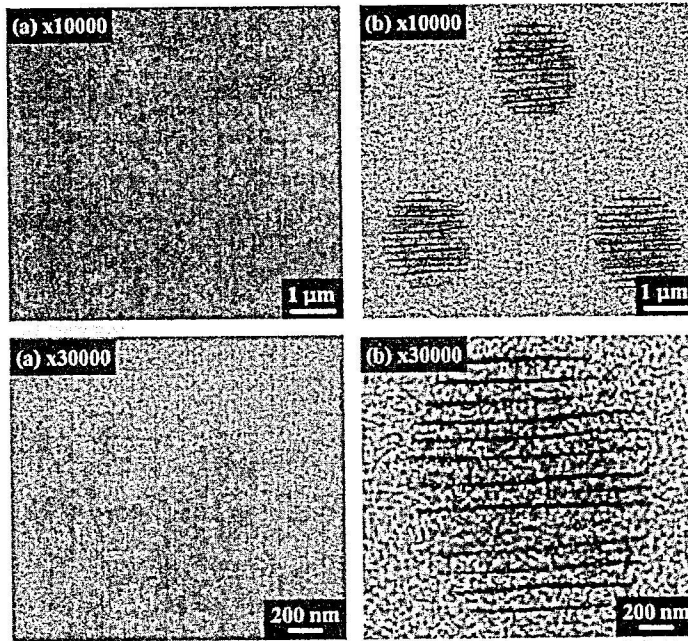 (a) x10000
1 μm
(b) x10000
1 μm
(a) x30000
200 nm
(b) x30000
200 nm